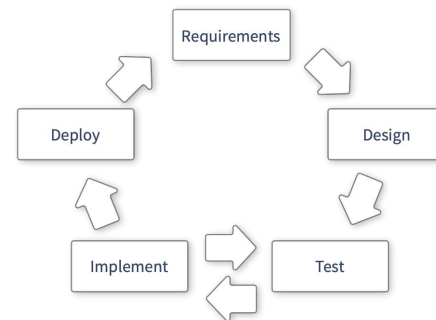 Requirements
Deploy
Design
Implement
Test